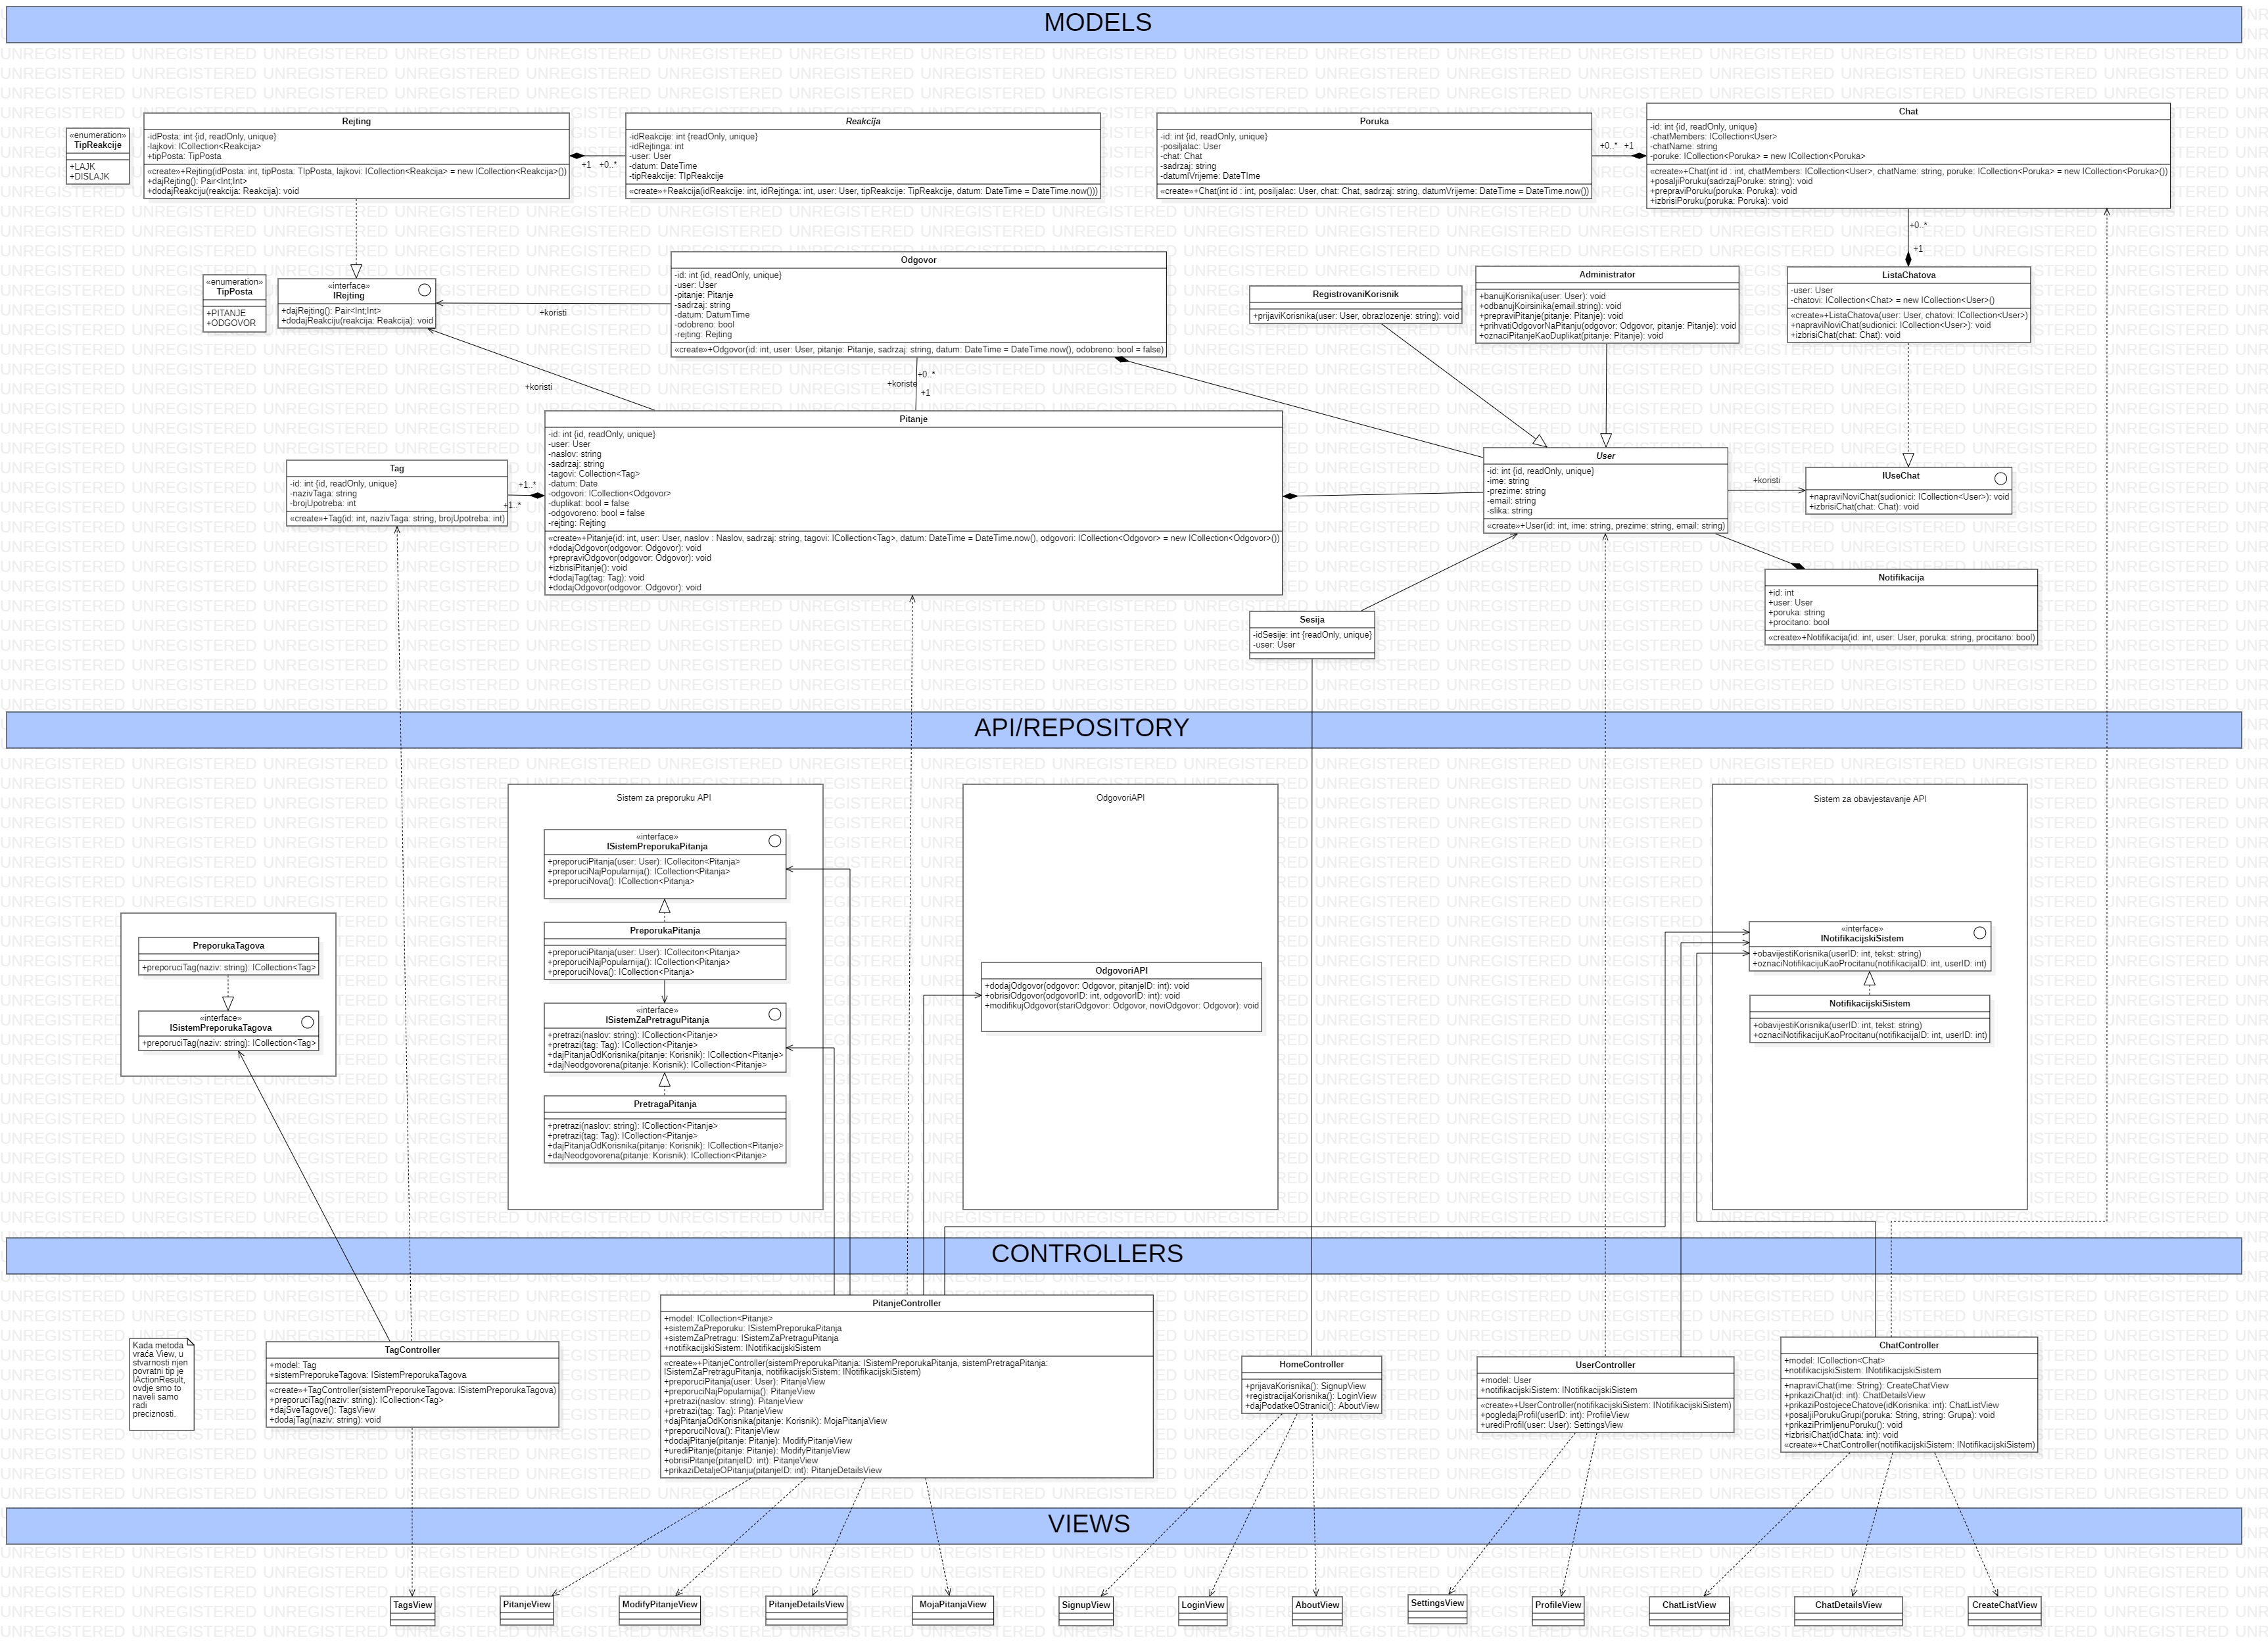 MODELS
«enumeration»
TipReakcije
+LAJK
+DISLAJK
Rejting
-idPosta: int {id, readOnly, unique}
-lajkovi: ICollection<Reakcija>
+tipPosta: TipPosta
«create»+Rejting(idPosta: int, tipPosta: TIpPosta, lajkovi: ICollection<Reakcija> = new ICollection<Reakcija>())
+dajRejting(): Pair<Int;Int>
+dodajReakciju(reakcija: Reakcija): void
+1
+0..*
Reakcija
-idReakcije: int {readOnly, unique}
-idRejtinga: int
-user: User
-datum: DateTime
-tipReakcije: TIpReakcije
«create»+Reakcija(idReakcije: int, idRejtinga: int, user: User, tipReakcije: TipReakcije, datum: DateTime = DateTime.now()))
Poruka
-id: int {id, readOnly, unique}
-posiljalac: User
-chat: Chat
-sadrzaj: string
-datumIVrijeme: DateTIme
«create»+Chat(int id : int, posiljalac: User, chat: Chat, sadrzaj: string, datumVrijeme: DateTime = DateTime.now())
+0..*
+1
Chat
-id: int {id, readOnly, unique}
-chatMembers: ICollection<User>
-chatName: string
-poruke: ICollection<Poruka> = new ICollection<Poruka>
«create»+Chat(int id : int, chatMembers: ICollection<User>, chatName: string, poruke: ICollection<Poruka> = new ICollection<Poruka>())
+posaljiPoruku(sadrzajPoruke: string): void
+prepraviPoruku(poruka: Poruka): void
+izbrisiPoruku(poruka: Poruka): void
+0..*
+1
«enumeration»
TipPosta
+PITANJE
+ODGOVOR
«interface»
IRejting
+dajRejting(): Pair<Int;Int>
+dodajReakciju(reakcija: Reakcija): void
+koristi
+koristi
Odgovor
-id: int {id, readOnly, unique}
-user: User
-pitanje: Pitanje
-sadrzaj: string
-datum: DatumTime
-odobreno: bool
-rejting: Rejting
«create»+Odgovor(id: int, user: User, pitanje: Pitanje, sadrzaj: string, datum: DateTime = DateTime.now(), odobreno: bool = false)
+0..*
+koriste
+1
RegistrovaniKorisnik
+prijaviKorisnika(user: User, obrazlozenje: string): void
Administrator
+banujKorisnika(user: User): void
+odbanujKoirsinika(email.string): void
+prepraviPitanje(pitanje: Pitanje): void
+prihvatiOdgovorNaPitanju(odgovor: Odgovor, pitanje: Pitanje): void
+oznaciPitanjeKaoDuplikat(pitanje: Pitanje): void
ListaChatova
-user: User
-chatovi: ICollection<Chat> = new ICollection<User>()
«create»+ListaChatova(user: User, chatovi: ICollection<User>)
+napraviNoviChat(sudionici: ICollection<User>): void
+izbrisiChat(chat: Chat): void
Tag
-id: int {id, readOnly, unique}
-nazivTaga: string
-brojUpotreba: int
«create»+Tag(id: int, nazivTaga: string, brojUpotreba: int)
+1..*
+1..*
Pitanje
-id: int {id, readOnly, unique}
-user: User
-naslov: string
-sadrzaj: string
-tagovi: Collection<Tag>
-datum: Date
-odgovori: ICollection<Odgovor>
-duplikat: bool = false
-odgovoreno: bool = false
-rejting: Rejting
«create»+Pitanje(id: int, user: User, naslov : Naslov, sadrzaj: string, tagovi: ICollection<Tag>, datum: DateTime = DateTime.now(), odgovori: ICollection<Odgovor> = new ICollection<Odgovor>())
+dodajOdgovor(odgovor: Odgovor): void
+prepraviOdgovor(odgovor: Odgovor): void
+izbrisiPitanje(): void
+dodajTag(tag: Tag): void
+dodajOdgovor(odgovor: Odgovor): void
User
-id: int {id, readOnly, unique}
-ime: string
-prezime: string
-email: string
-slika: string
«create»+User(id: int, ime: string, prezime: string, email: string)
+koristi
IUseChat
+napraviNoviChat(sudionici: ICollection<User>): void
+izbrisiChat(chat: Chat): void
Sesija
-idSesije: int {readOnly, unique}
-user: User
Notifikacija
+id: int
+user: User
+poruka: string
+procitano: bool
«create»+Notifikacija(id: int, user: User, poruka: string, procitano: bool)
API/REPOSITORY
PreporukaTagova
+preporuciTag(naziv: string): ICollection<Tag>
«interface»
ISistemPreporukaTagova
+preporuciTag(naziv: string): ICollection<Tag>
Sistem za preporuku API
«interface»
ISistemPreporukaPitanja
+preporuciPitanja(user: User): IColleciton<Pitanja>
+preporuciNajPopularnija(): ICollection<Pitanja>
+preporuciNova(): ICollection<Pitanja>
PreporukaPitanja
+preporuciPitanja(user: User): IColleciton<Pitanja>
+preporuciNajPopularnija(): ICollection<Pitanja>
+preporuciNova(): ICollection<Pitanja>
«interface»
ISistemZaPretraguPitanja
+pretrazi(naslov: string): ICollection<Pitanje>
+pretrazi(tag: Tag): ICollection<Pitanje>
+dajPitanjaOdKorisnika(pitanje: Korisnik): ICollection<Pitanje>
+dajNeodgovorena(pitanje: Korisnik): ICollection<Pitanje>
PretragaPitanja
+pretrazi(naslov: string): ICollection<Pitanje>
+pretrazi(tag: Tag): ICollection<Pitanje>
+dajPitanjaOdKorisnika(pitanje: Korisnik): ICollection<Pitanje>
+dajNeodgovorena(pitanje: Korisnik): ICollection<Pitanje>
OdgovoriAPI
OdgovoriAPI
+dodajOdgovor(odgovor: Odgovor, pitanjeID: int): void
+obrisiOdgovor(odgovorID: int, odgovorID: int): void
+modifikujOdgovor(stariOdgovor: Odgovor, noviOdgovor: Odgovor): void
Sistem za obavjestavanje API
«interface»
INotifikacijskiSistem
+obavijestiKorisnika(userID: int, tekst: string)
+oznaciNotifikacijuKaoProcitanu(notifikacijaID: int, userID: int)
NotifikacijskiSistem
+obavijestiKorisnika(userID: int, tekst: string)
+oznaciNotifikacijuKaoProcitanu(notifikacijaID: int, userID: int)
CONTROLLERS
Kada metoda
vraća View, u
stvarnosti njen
povratni tip je
IActionResult,
ovdje smo to
naveli samo
radi
preciznosti.
TagController
+model: Tag
+sistemPreporukeTagova: ISistemPreporukaTagova
«create»+TagController(sistemPreporukeTagova: ISistemPreporukaTagova)
+preporuciTag(naziv: string): ICollection<Tag>
+dajSveTagove(): TagsView
+dodajTag(naziv: string): void
PitanjeController
+model: ICollection<Pitanje>
+sistemZaPreporuku: ISistemPreporukaPitanja
+sistemZaPretragu: ISistemZaPretraguPitanja
+notifikacijskiSistem: INotifikacijskiSistem
«create»+PitanjeController(sistemPreporukaPitanja: ISistemPreporukaPitanja, sistemPretragaPitanja:
ISistemZaPretraguPitanja, notifikacijskiSistem: INotifikacijskiSistem)
+preporuciPitanja(user: User): PitanjeView
+preporuciNajPopularnija(): PitanjeView
+pretrazi(naslov: string): PitanjeView
+pretrazi(tag: Tag): PitanjeView
+dajPitanjaOdKorisnika(pitanje: Korisnik): MojaPitanjaView
+preporuciNova(): PitanjeView
+dodajPitanje(pitanje: Pitanje): ModifyPitanjeView
+urediPitanje(pitanje: Pitanje): ModifyPitanjeView
+obrisiPitanje(pitanjeID: int): PitanjeView
+prikaziDetaljeOPitanju(pitanjeID: int): PitanjeDetailsView
HomeController
+prijavaKorisnika(): SignupView
+registracijaKorisnika(): LoginView
+dajPodatkeOStranici(): AboutView
UserController
+model: User
+notifikacijskiSistem: INotifikacijskiSistem
«create»+UserController(notifikacijskiSistem: INotifikacijskiSistem)
+pogledajProfil(userID: int): ProfileView
+urediProfil(user: User): SettingsView
ChatController
+model: ICollection<Chat>
+notifikacijskiSistem: INotifikacijskiSistem
+napraviChat(ime: String): CreateChatView
+prikaziChat(id: int): ChatDetailsView
+prikaziPostojeceChatove(idKorisnika: int): ChatListView
+posaljiPorukuGrupi(poruka: String, string: Grupa): void
+prikaziPrimljenuPoruku(): void
+izbrisiChat(idChata: int): void
«create»+ChatController(notifikacijskiSistem: INotifikacijskiSistem)
VIEWS
TagsView
PitanjeView
ModifyPitanjeView
PitanjeDetailsView
MojaPitanjaView
SignupView
LoginView
AboutView
SettingsView
ProfileView
ChatListView
ChatDetailsView
CreateChatView